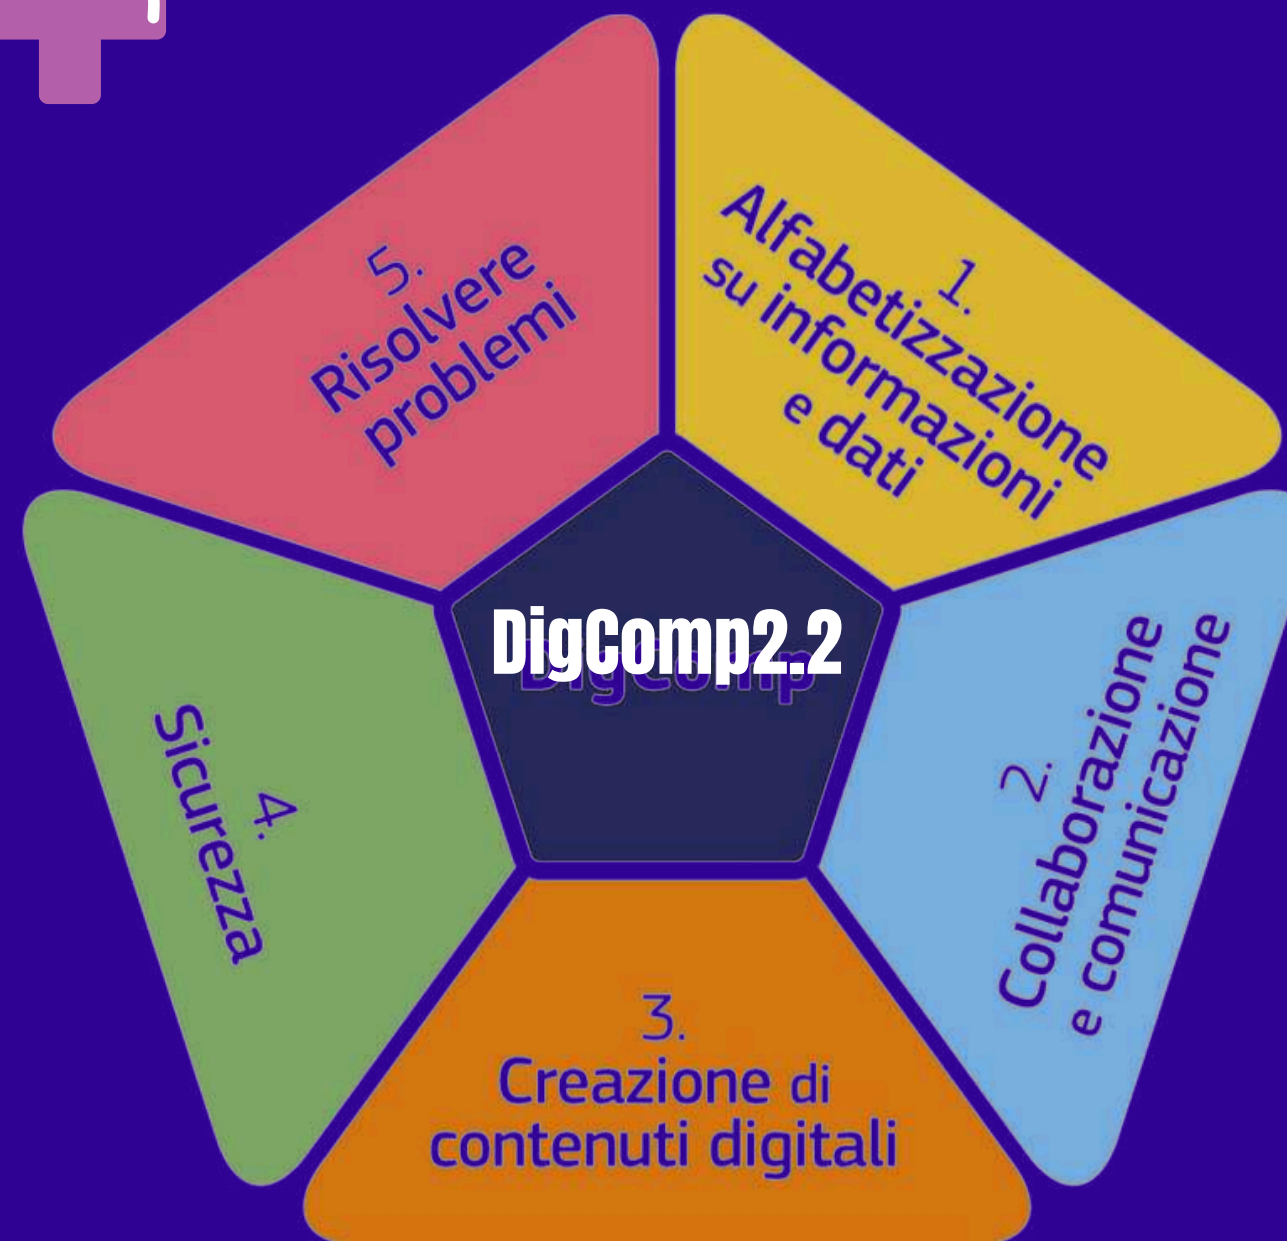 1.
Alfabetizzazione
su informazioni
e dati
2.
Collaborazione
e comunicazione
3.
Creazione di
contenuti digitali
4.
Sicurezza
5.
Risolvere
problemi
DigComp2.2
DigComp